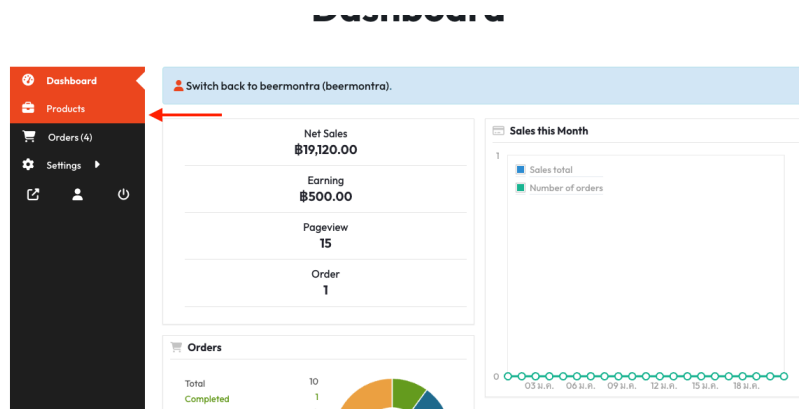 Dashboard
Dashboard
Products
Orders (4)
Settings
Switch back to beermontra (beermontra).
Net Sales
฿19,120.00
Earning
฿500.00
Pageview
15
Order
1
Orders
Total 10
Completed 1
Sales this Month
1
Sales total
Number of orders
0
03 ม.ค. 06 ม.ค. 09 ม.ค. 12 ม.ค. 15 ม.ค. 18 ม.ค.